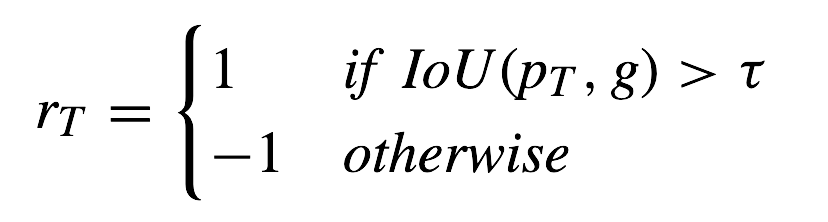 r_T = { 1 if IoU(p_T, g) > τ
−1 otherwise